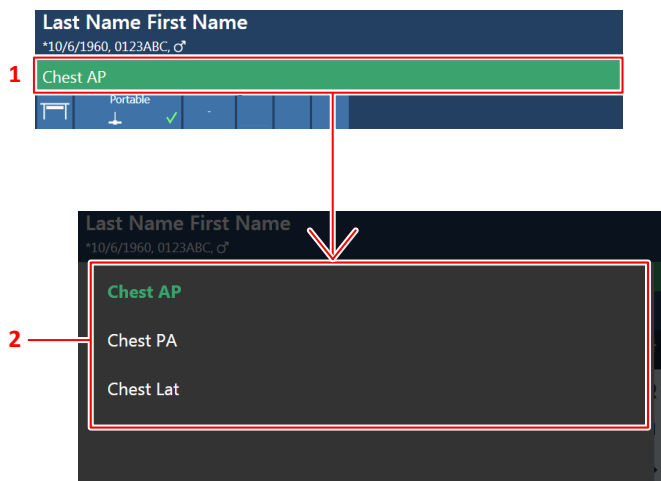 Last Name First Name
*10/6/1960, 0123ABC, ♂
1
Chest AP
Portable
-
Last Name First Name
*10/6/1960, 0123ABC, ♂
Chest AP
2
Chest PA
Chest Lat